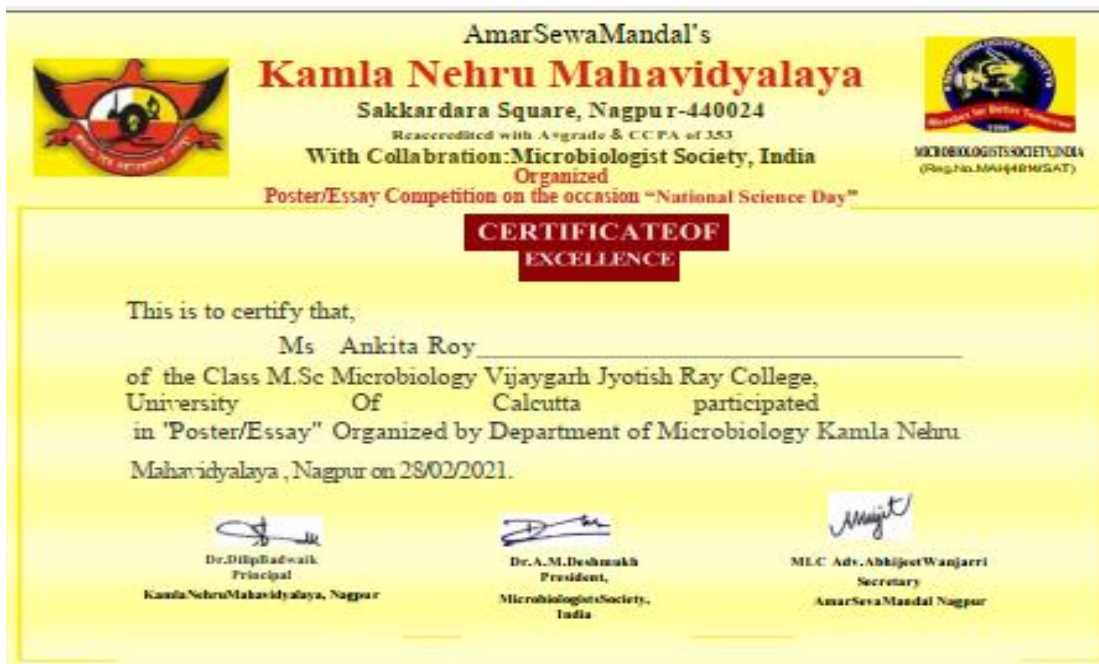 AmarSewaMandal's
Kamla Nehru Mahavidyalaya
Sakkardara Square, Nagpur-440024
Reaccredited with A+grade & CCPA of 3.53
With Collabration:Microbiologist Society, India
Organized
Poster/Essay Competition on the occasion “National Science Day”
MICROBIOLOGISTS SOCIETY, INDIA
CERTIFICATEOF
EXCELLENCE
This is to certify that,
Ms Ankita Roy
of the Class M.Sc Microbiology Vijaygarh Jyotish Ray College,
University Of Calcutta participated
in "Poster/Essay" Organized by Department of Microbiology Kamla Nehru
Mahavidyalaya , Nagpur on 28/02/2021.
Dr.DilipBadwaik
Principal
KamlaNehruMahavidyalaya, Nagpur
Dr.A.M.Deshmukh
President,
MicrobiologistsSociety,
India
MLC Adv.AbhijeetWanjarri
Secretary
AmarSevaMandal Nagpur